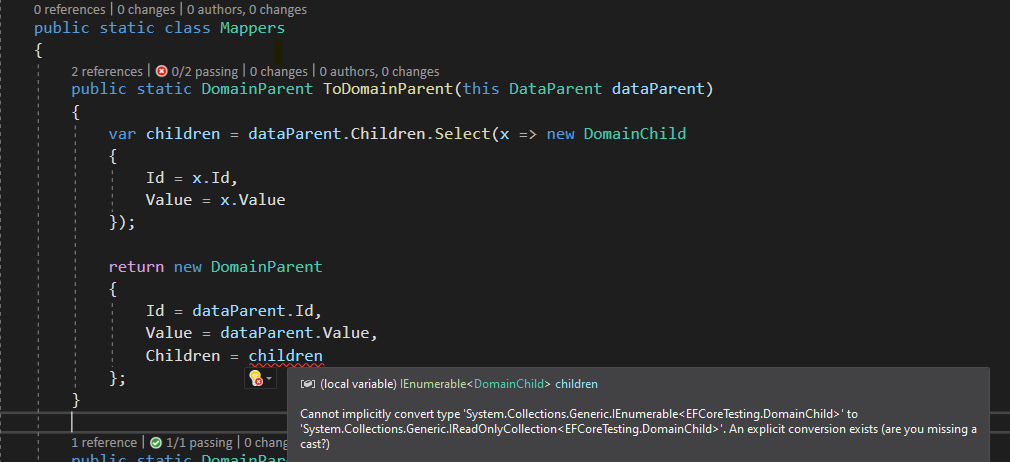 0 references | 0 changes | 0 authors, 0 changes
public static class Mappers
{
2 references | 0/2 passing | 0 changes | 0 authors, 0 changes
public static DomainParent ToDomainParent(this DataParent dataParent)
{
var children = dataParent.Children.Select(x => new DomainChild
{
Id = x.Id,
Value = x.Value
});
return new DomainParent
{
Id = dataParent.Id,
Value = dataParent.Value,
Children = children
};
(local variable) IEnumerable<DomainChild> children
Cannot implicitly convert type 'System.Collections.Generic.IEnumerable<EFCoreTesting.DomainChild>' to
'System.Collections.Generic.IReadOnlyCollection<EFCoreTesting.DomainChild>'. An explicit conversion exists (are you missing a
cast?)
}
1 reference | 1/1 passing | 0 chang
public static DomainPar